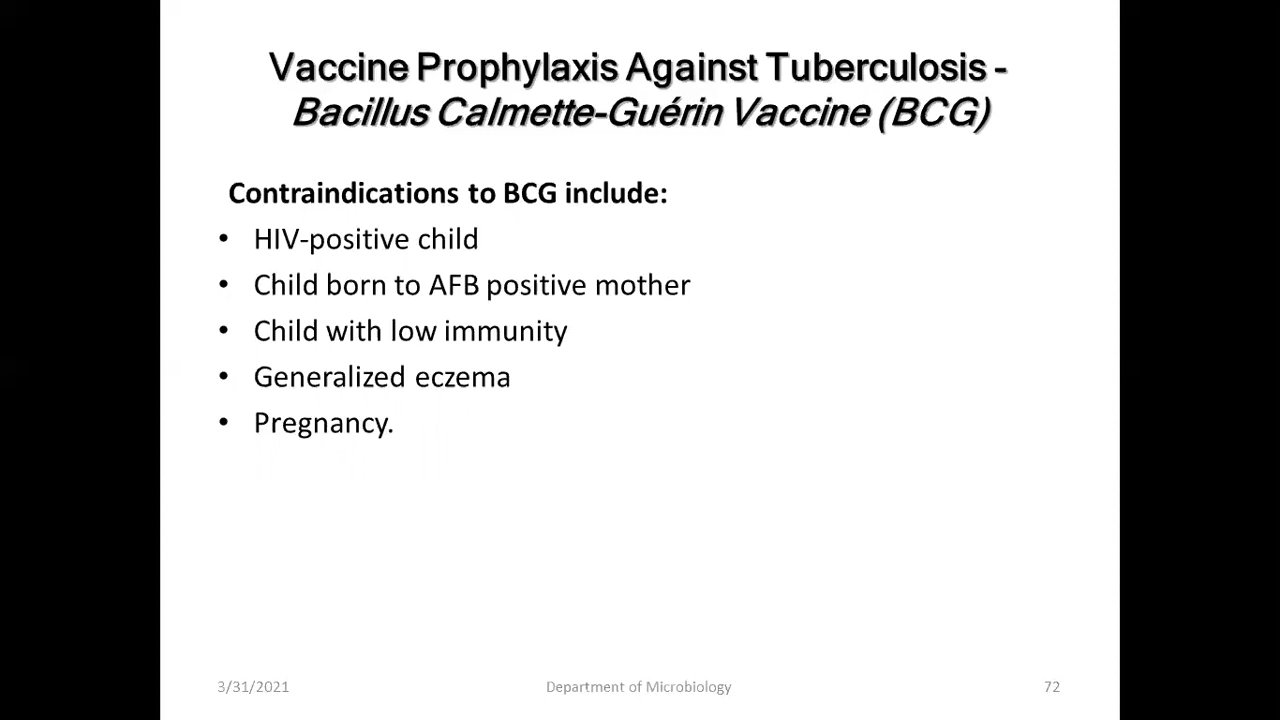 Vaccine Prophylaxis Against Tuberculosis -
Bacillus Calmette-Guérin Vaccine (BCG)
Contraindications to BCG include:
• HIV-positive child
• Child born to AFB positive mother
• Child with low immunity
• Generalized eczema
• Pregnancy.
3/31/2021 Department of Microbiology 72